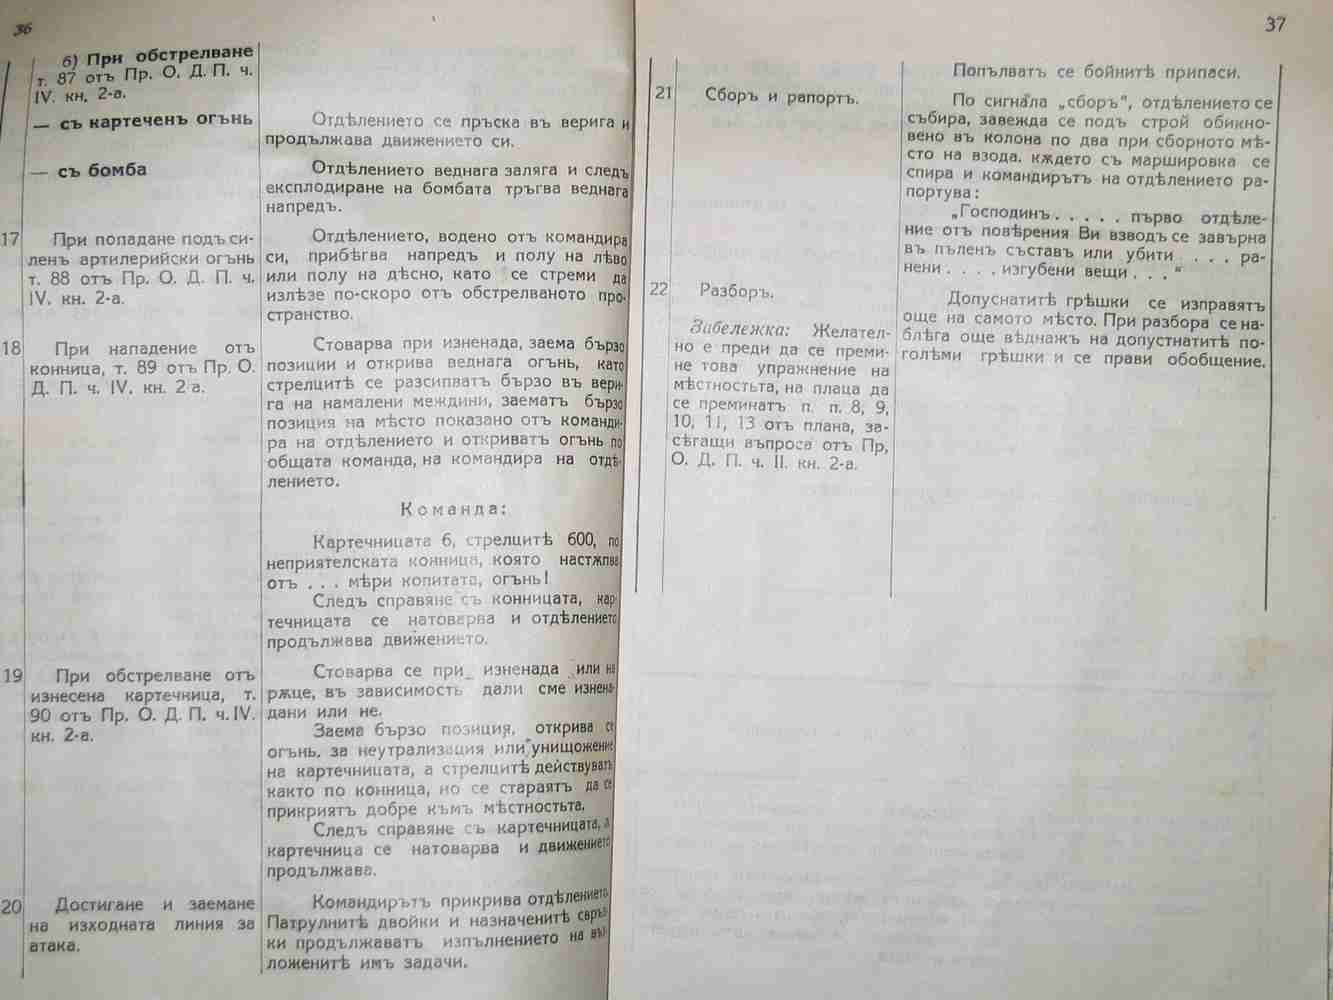 36
б) При обстрелване
т. 87 отъ Пр. О. Д. П. ч.
IV. кн. 2-а.
— съ картеченъ огънь
Отдѣлението се пръска въ верига и
продължава движението си.
— съ бомба
Отдѣлението веднага заляга и следъ
експлодиране на бомбата тръгва веднага
напредъ.
17
При попадане подъ си-
ленъ артилерийски огънь
т. 88 отъ Пр. О. Д. П. ч.
IV. кн. 2-а.
Отдѣлението, водено отъ командира
си, прибѣгва напредъ и полу на лѣво
или полу на дѣсно, като се стреми да
излѣзе по-скоро отъ обстрелваното про-
странство.
18
При нападение отъ
конница, т. 89 отъ Пр. О.
Д. П. ч. IV. кн. 2 а.
Стоварва при изненада, заема бързо
позиции и открива веднага огънь, като
стрелцитѣ се разсипватъ бързо въ вери-
га на намалени междини, заематъ бързо
позиция на мѣсто показано отъ команди-
ра на отдѣлението и откриватъ огънь по
общата команда, на командира на отдѣ-
лението.
Команда:
Картечницата 6, стрелцитѣ 600, по
неприятелската конница, която настѫпва
отъ . . . мѣри копитата, огънь!
Следъ справяне съ конницата, кар-
течницата се натоварва и отдѣлението
продължава движението.
19
При обстрелване отъ
изнесена картечница, т.
90 отъ Пр. О. Д. П. ч. IV.
кн. 2-а.
Стоварва се при изненада или на
рѫце, въ зависимость дали сме изнена-
дани или не.
Заема бързо позиция, открива се
огънь, за неутрализация или унищожение
на картечницата, а стрелцитѣ действуватъ
както по конница, но се стараятъ да се
прикриятъ добре къмъ мѣстностьта.
Следъ справяне съ картечницата, а
картечница се натоварва и движението
продължава.
20
Достигане и заемане
на изходната линия за
атака.
Командирътъ прикрива отдѣлението.
Патрулнитѣ двойки и назначенитѣ свръз-
ки продължаватъ изпълнението на въз-
ложенитѣ имъ задачи.
37
Попълватъ се бойнитѣ припаси.
21
Сборъ и рапортъ.
По сигнала „сборъ“, отдѣлението се
събира, завежда се подъ строй обикно-
вено въ колона по два при сборното мѣ-
сто на взода, кѫдето съ маршировка се
спира и командирътъ на отдѣлението ра-
портува:
„Господинъ . . . . . първо отдѣле-
ние отъ повѣрения Ви взводъ се завърна
въ пъленъ съставъ или убити . . . . ра-
нени . . . . изгубени вещи . . . “
22
Разборъ.
Допуснатитѣ грѣшки се изправятъ
още на самото мѣсто. При разбора се на-
блѣга още веднажъ на допустнатитѣ по-
голѣми грѣшки и се прави обобщение.
Забележка: Желател-
но е преди да се преми-
не това упражнение на
мѣстностьта, на плаца да
се преминатъ п. п. 8, 9,
10, 11, 13 отъ плана, за-
сѣгащи въпроса отъ Пр,
О. Д. П. ч. II. кн. 2-а.